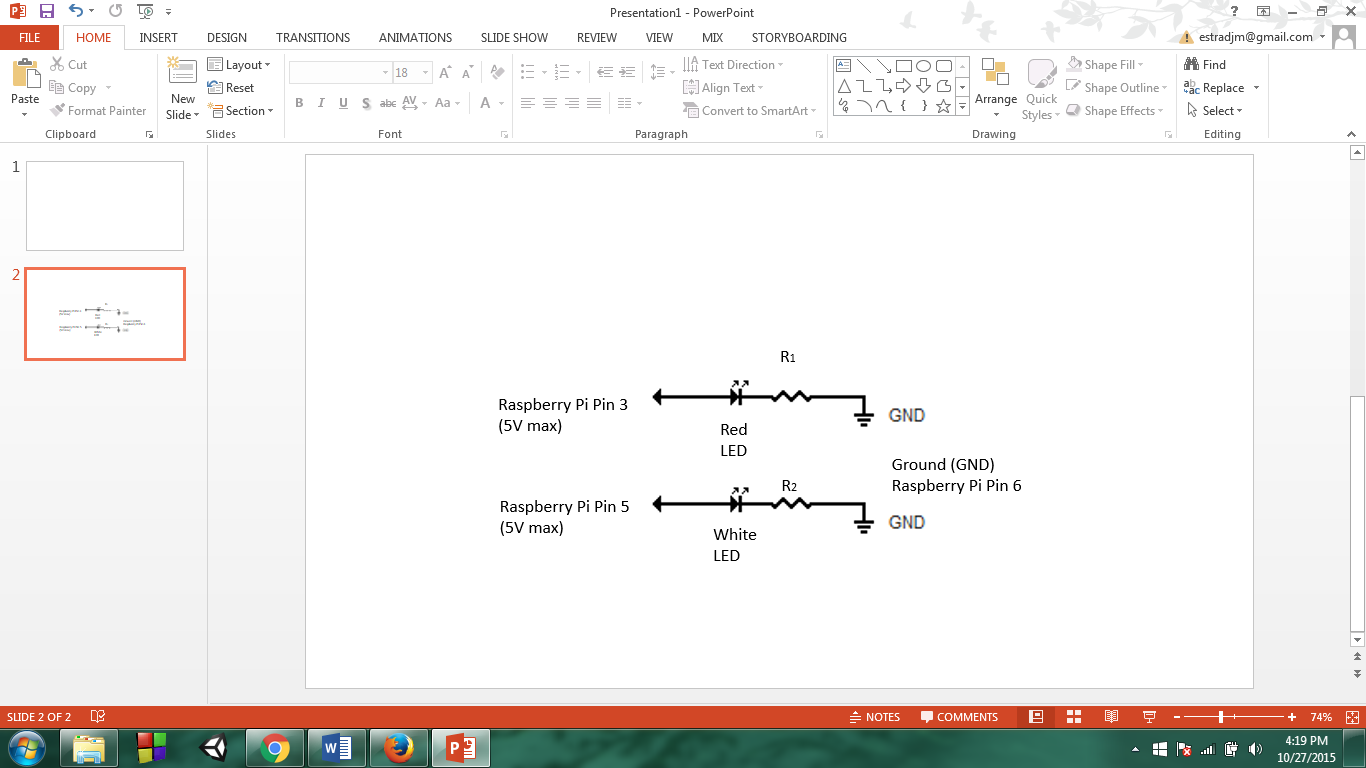 Presentation1 - PowerPoint
FILE HOME INSERT DESIGN TRANSITIONS ANIMATIONS SLIDE SHOW REVIEW VIEW MIX STORYBOARDING estradjm@gmail.com
Paste
Cut
Copy
Format Painter
Clipboard
New
Slide
Layout
Reset
Section
Slides
18
B I U S abc AV Aa A
Font
Text Direction
Align Text
Convert to SmartArt
Paragraph
Arrange
Quick
Styles
Shape Fill
Shape Outline
Shape Effects
Drawing
Find
Replace
Select
Editing
1
2
R1
Raspberry Pi Pin 3
(5V max)
Red
LED
GND
Ground (GND)
Raspberry Pi Pin 6
R2
Raspberry Pi Pin 5
(5V max)
White
LED
GND
SLIDE 2 OF 2 NOTES COMMENTS 74%
4:19 PM
10/27/2015